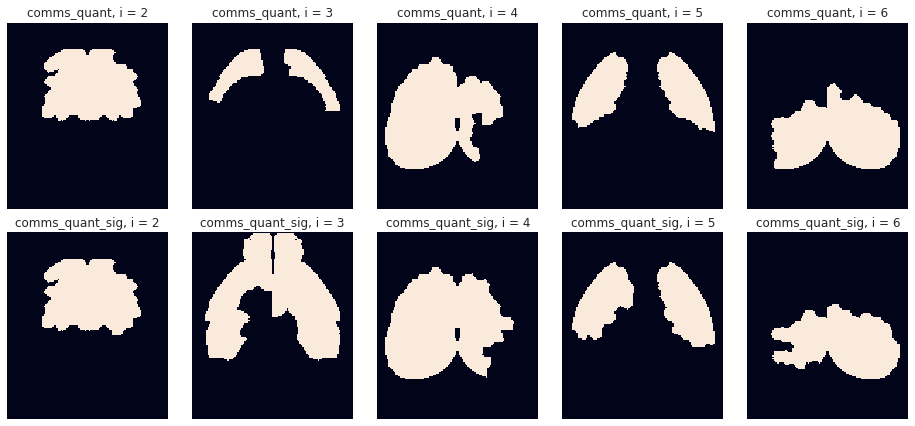 comms_quant, i = 2
comms_quant, i = 3
comms_quant, i = 4
comms_quant, i = 5
comms_quant, i = 6
comms_quant_sig, i = 2
comms_quant_sig, i = 3
comms_quant_sig, i = 4
comms_quant_sig, i = 5
comms_quant_sig, i = 6